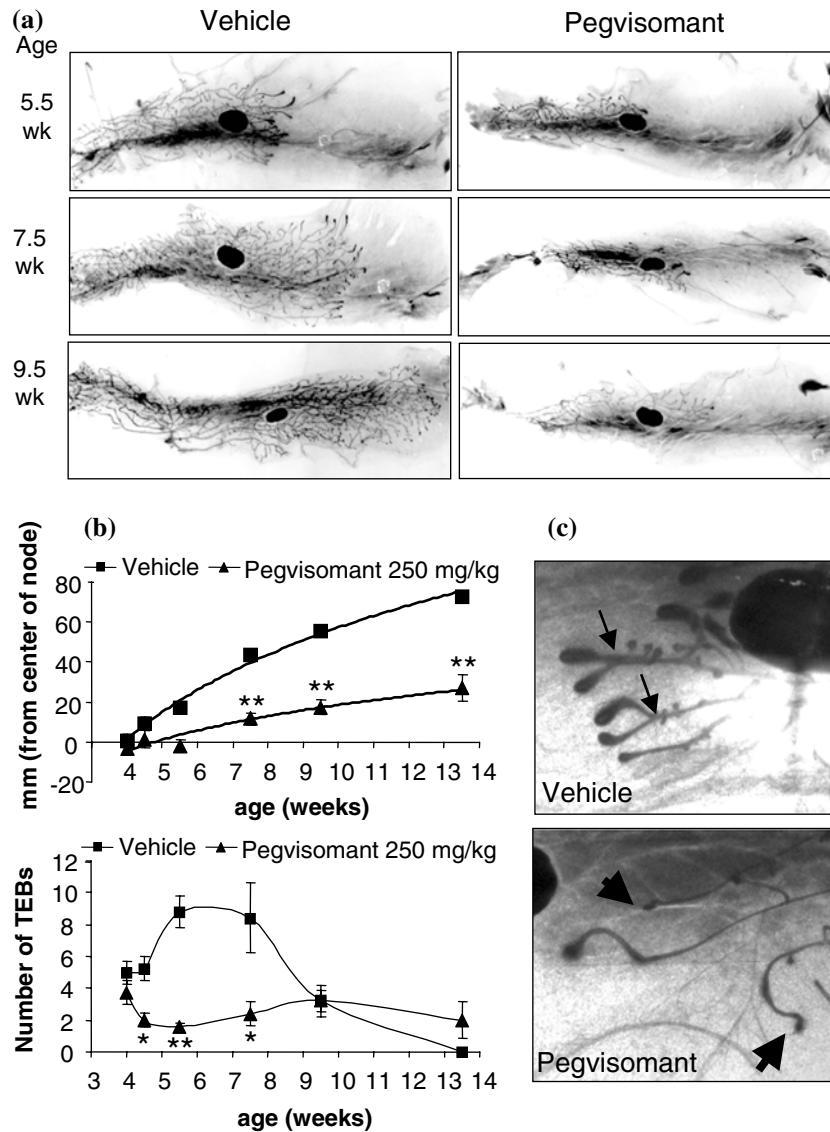 (a)
Vehicle
Pegvisomant
Age
5.5
wk
7.5
wk
9.5
wk
(b)
Vehicle
Pegvisomant 250 mg/kg
mm (from center of node)
80
60
40
20
0
-20
**
**
**
3 4 5 6 7 8 9 10 11 12 13 14
age (weeks)
Vehicle
Pegvisomant 250 mg/kg
Number of TEBs
12
10
8
6
4
2
0
*
**
*
3 4 5 6 7 8 9 10 11 12 13 14
age (weeks)
(c)
Vehicle
Pegvisomant